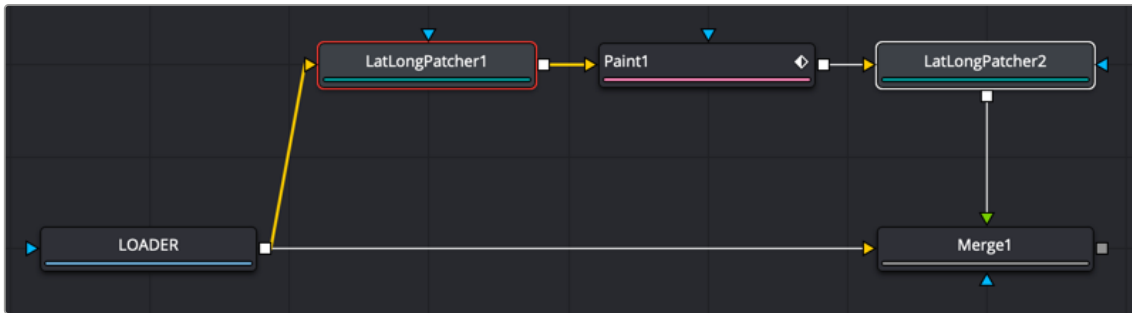 LatLongPatcher1
Paint1
LatLongPatcher2
LOADER
Merge1